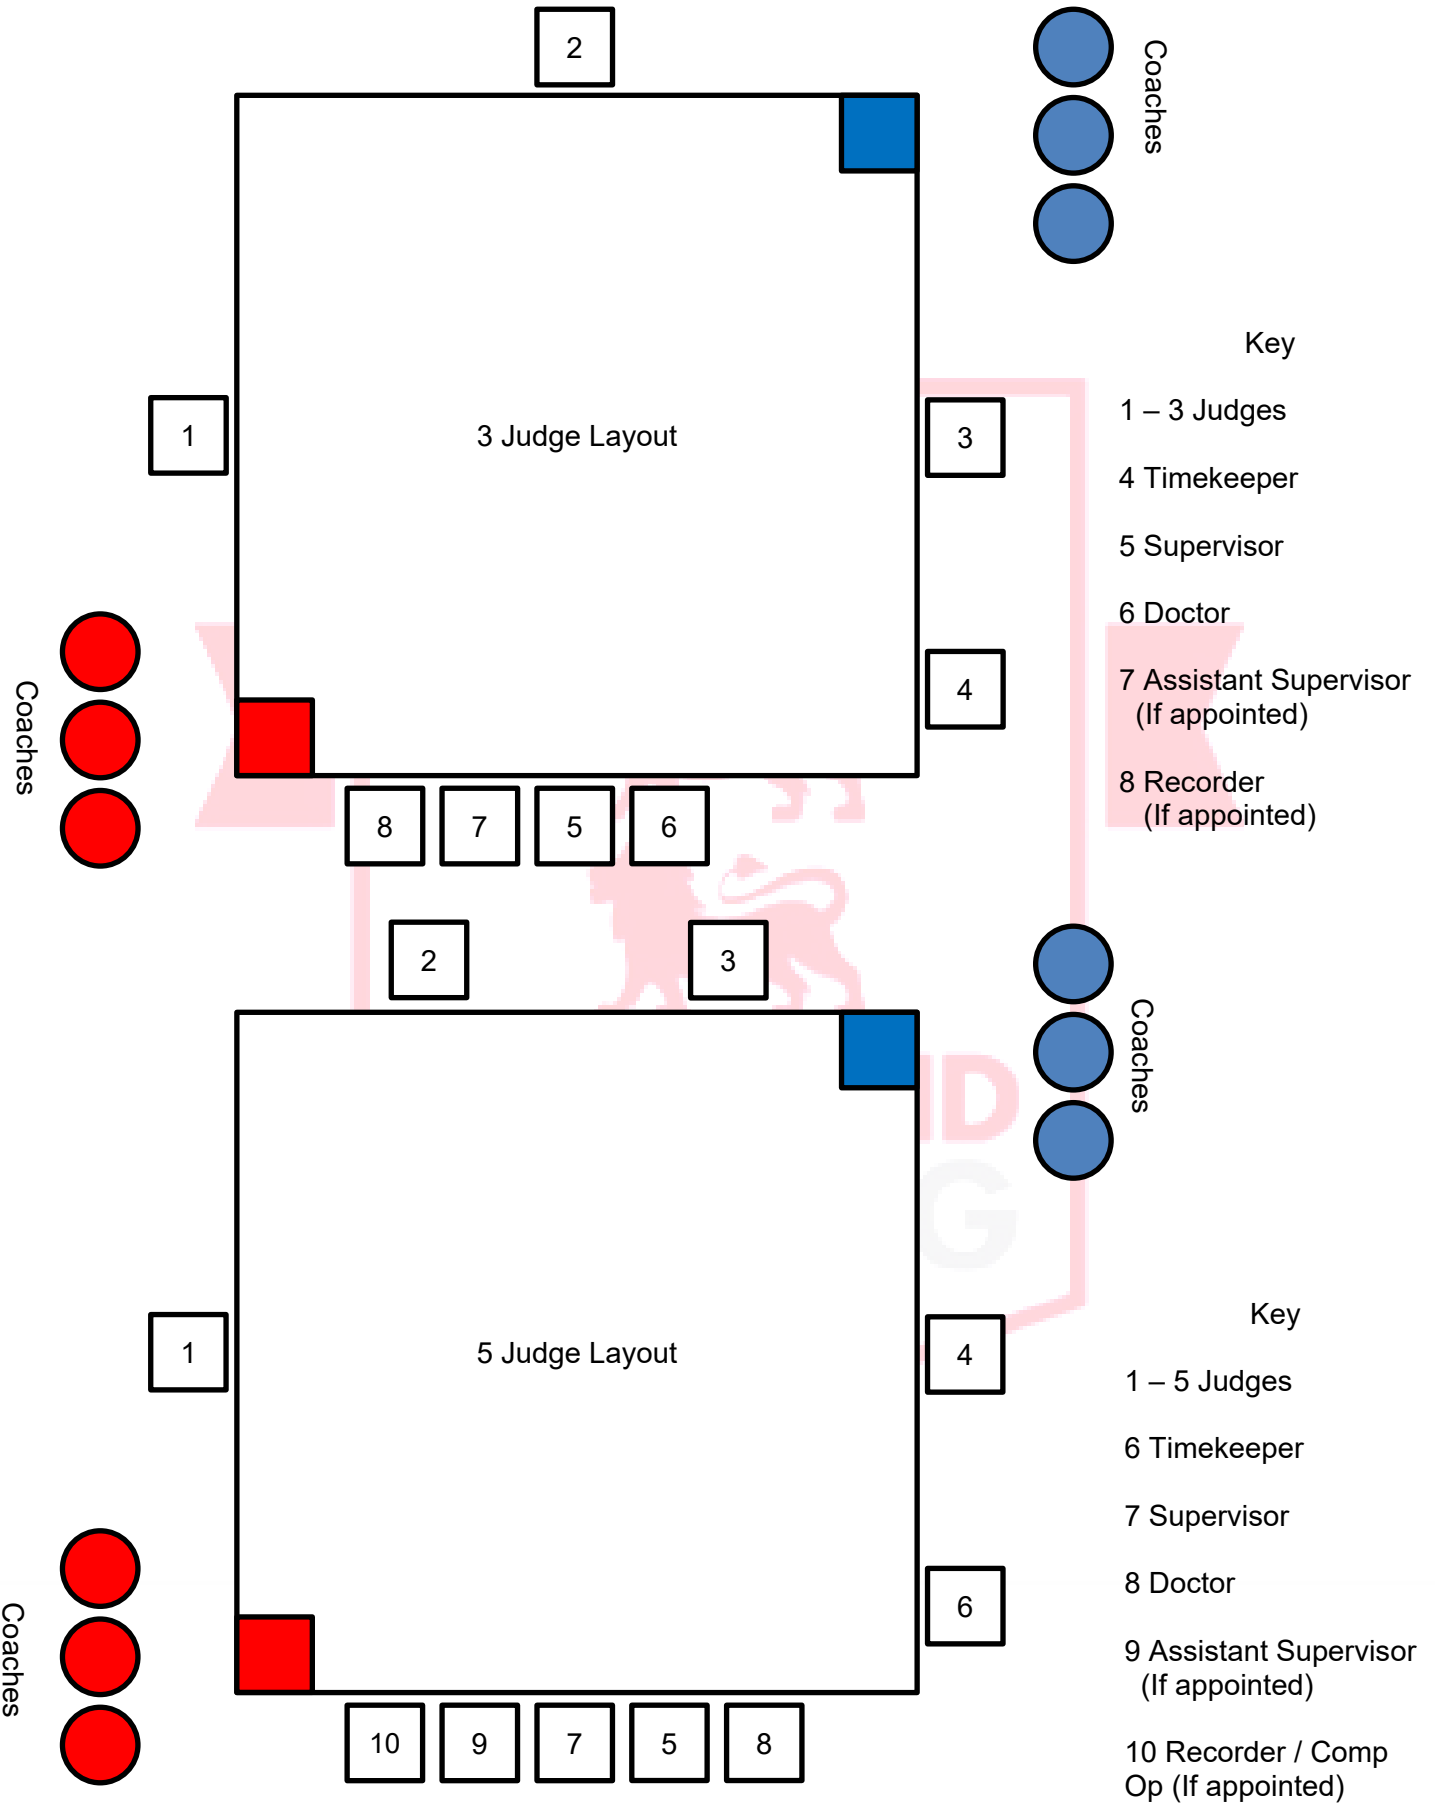 2
Coaches
Key
1 – 3 Judges
1
3 Judge Layout
3
4 Timekeeper
5 Supervisor
6 Doctor
4
7 Assistant Supervisor
(If appointed)
Coaches
8 Recorder
(If appointed)
8
7
5
6
2
3
Coaches
ND
G
Key
1
5 Judge Layout
4
1 – 5 Judges
6 Timekeeper
7 Supervisor
8 Doctor
6
9 Assistant Supervisor
(If appointed)
Coaches
10
9
7
5
8
10 Recorder / Comp
Op (If appointed)